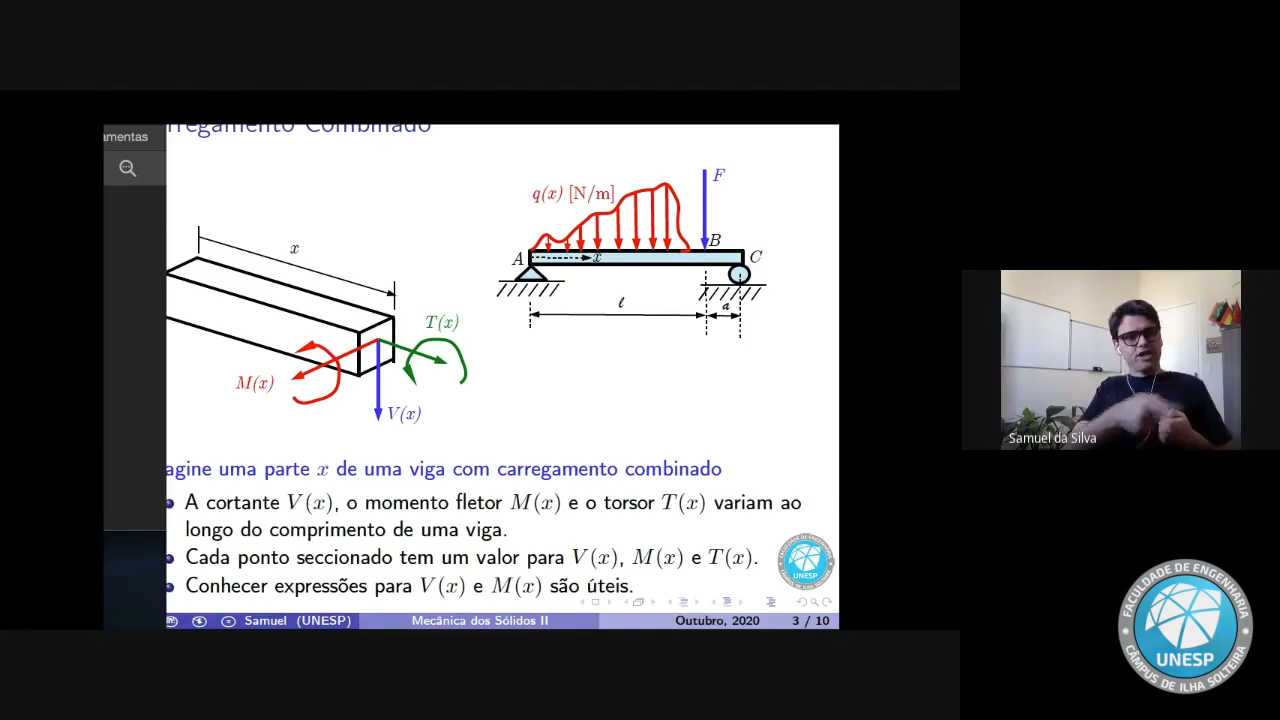 rregamento Combinado
amentas
q(x) [N/m]
F
B
A
x
C
ℓ
a
x
T(x)
M(x)
V(x)
agine uma parte x de uma viga com carregamento combinado
A cortante V(x), o momento fletor M(x) e o torsor T(x) variam ao
longo do comprimento de uma viga.
Cada ponto seccionado tem um valor para V(x), M(x) e T(x).
Conhecer expressões para V(x) e M(x) são úteis.
UNESP
Samuel (UNESP)
Mecânica dos Sólidos II
Outubro, 2020
3 / 10
Samuel da Silva
FACULDADE DE ENGENHARIA
UNESP
CÂMPUS DE ILHA SOLTEIRA